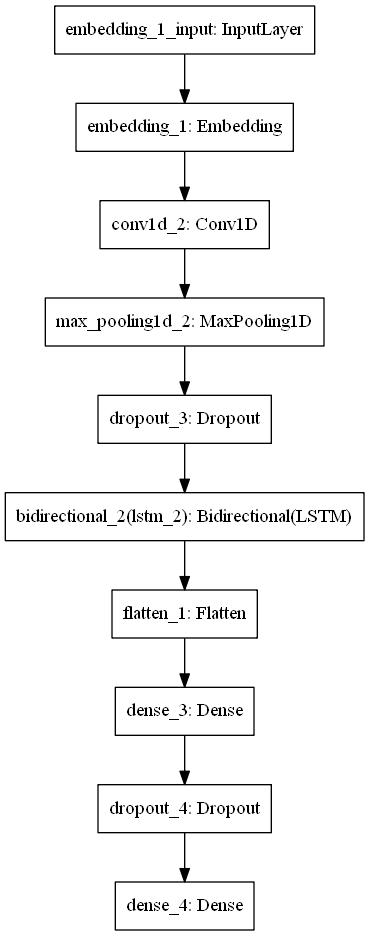 embedding_1_input: InputLayer
embedding_1: Embedding
conv1d_2: Conv1D
max_pooling1d_2: MaxPooling1D
dropout_3: Dropout
bidirectional_2(lstm_2): Bidirectional(LSTM)
flatten_1: Flatten
dense_3: Dense
dropout_4: Dropout
dense_4: Dense